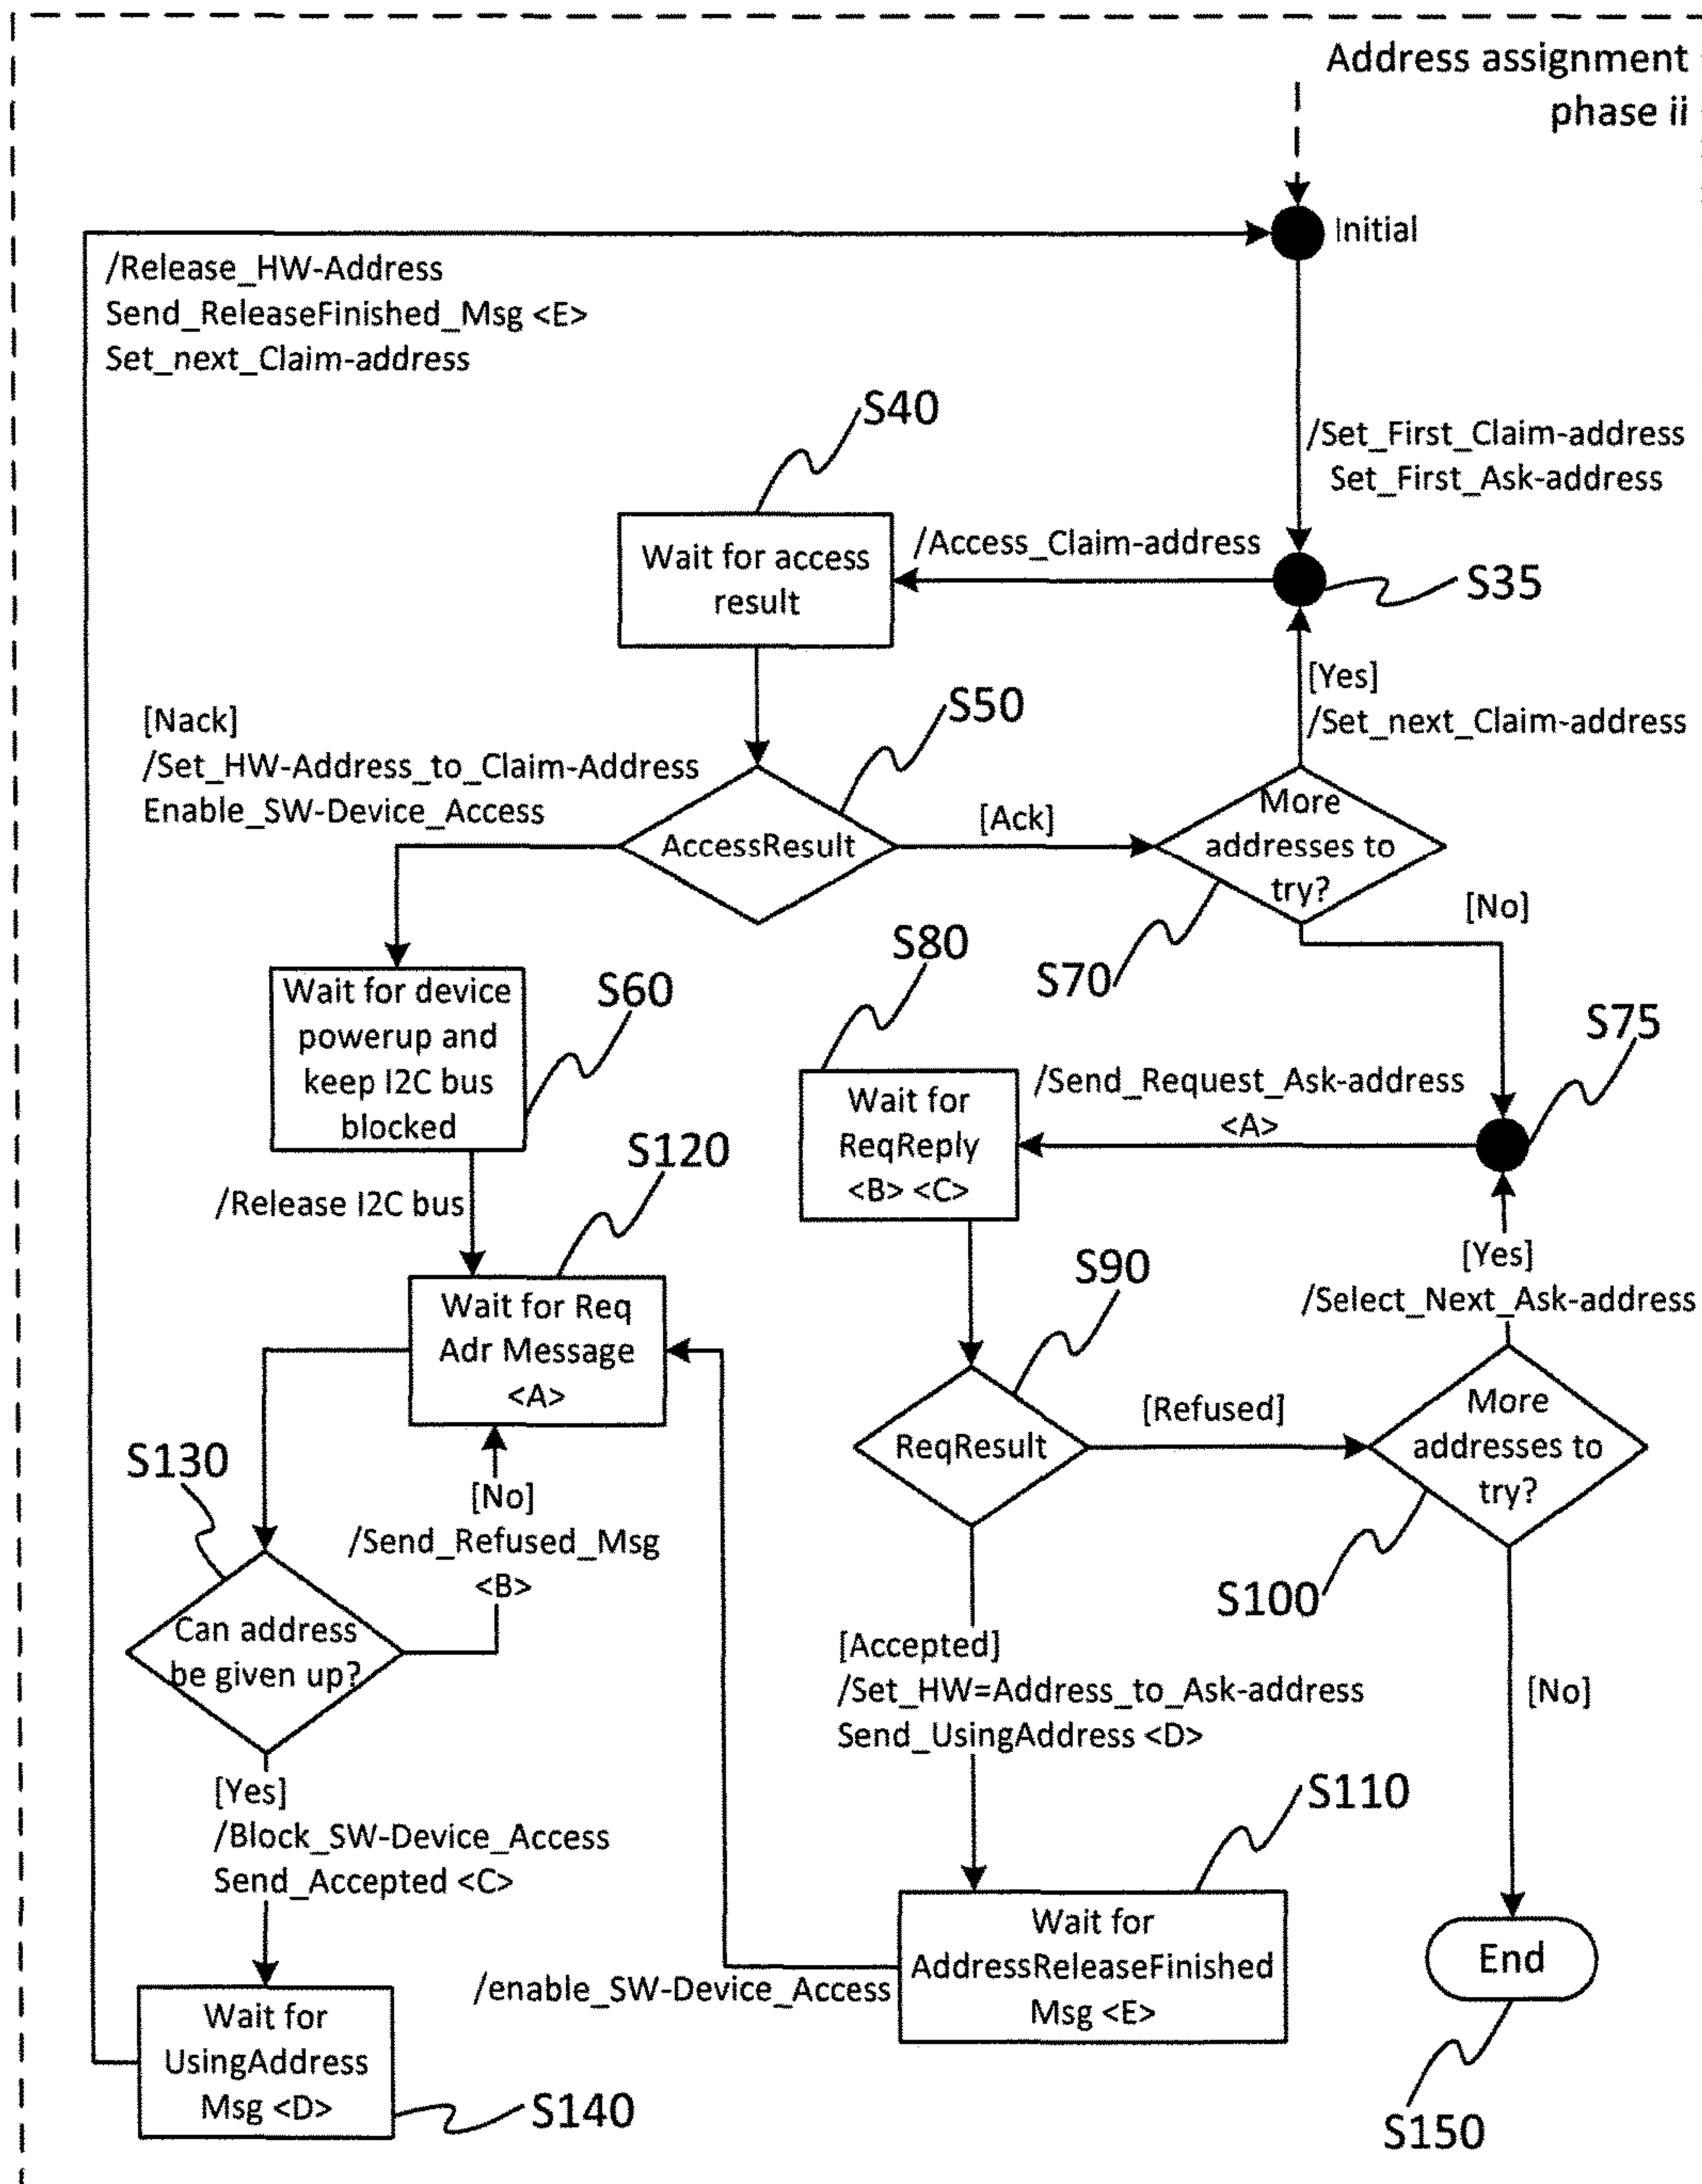 Address assignment
phase ii
Initial
/Release_HW-Address
Send_ReleaseFinished_Msg <E>
Set_next_Claim-address
S40
/Set_First_Claim-address
Set_First_Ask-address
Wait for access
result
/Access_Claim-address
S35
[Yes]
/Set_next_Claim-address
[Nack]
/Set_HW-Address_to_Claim-Address
Enable_SW-Device_Access
S50
AccessResult
[Ack]
More
addresses to
try?
[No]
S70
S80
S75
Wait for device
powerup and
keep I2C bus
blocked
S60
/Send_Request_Ask-address
<A>
Wait for
ReqReply
<B> <C>
/Release I2C bus
S120
[Yes]
/Select_Next_Ask-address
Wait for Req
Adr Message
<A>
S90
ReqResult
[Refused]
More
addresses to
try?
S100
S130
[No]
/Send_Refused_Msg
<B>
Can address
be given up?
[Accepted]
/Set_HW=Address_to_Ask-address
Send_UsingAddress <D>
[No]
[Yes]
/Block_SW-Device_Access
Send_Accepted <C>
S110
Wait for
AddressReleaseFinished
Msg <E>
/enable_SW-Device_Access
End
Wait for
UsingAddress
Msg <D>
S140
S150